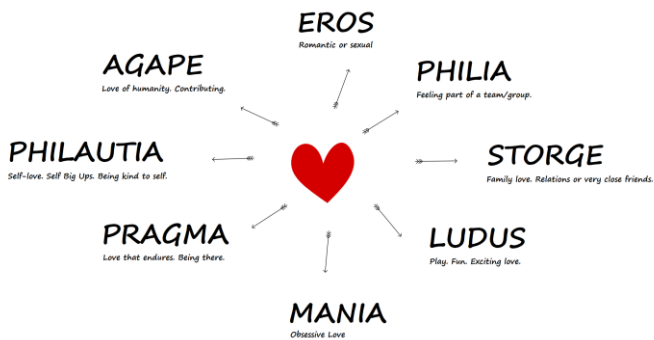 EROS
Romantic or sexual
AGAPE
Love of humanity. Contributing.
PHILIA
Feeling part of a team/group.
PHILAUTIA
Self-love. Self Big Ups. Being kind to self.
STORGE
Family love. Relations or very close friends.
PRAGMA
Love that endures. Being there.
LUDUS
Play. Fun. Exciting love.
MANIA
Obsessive Love